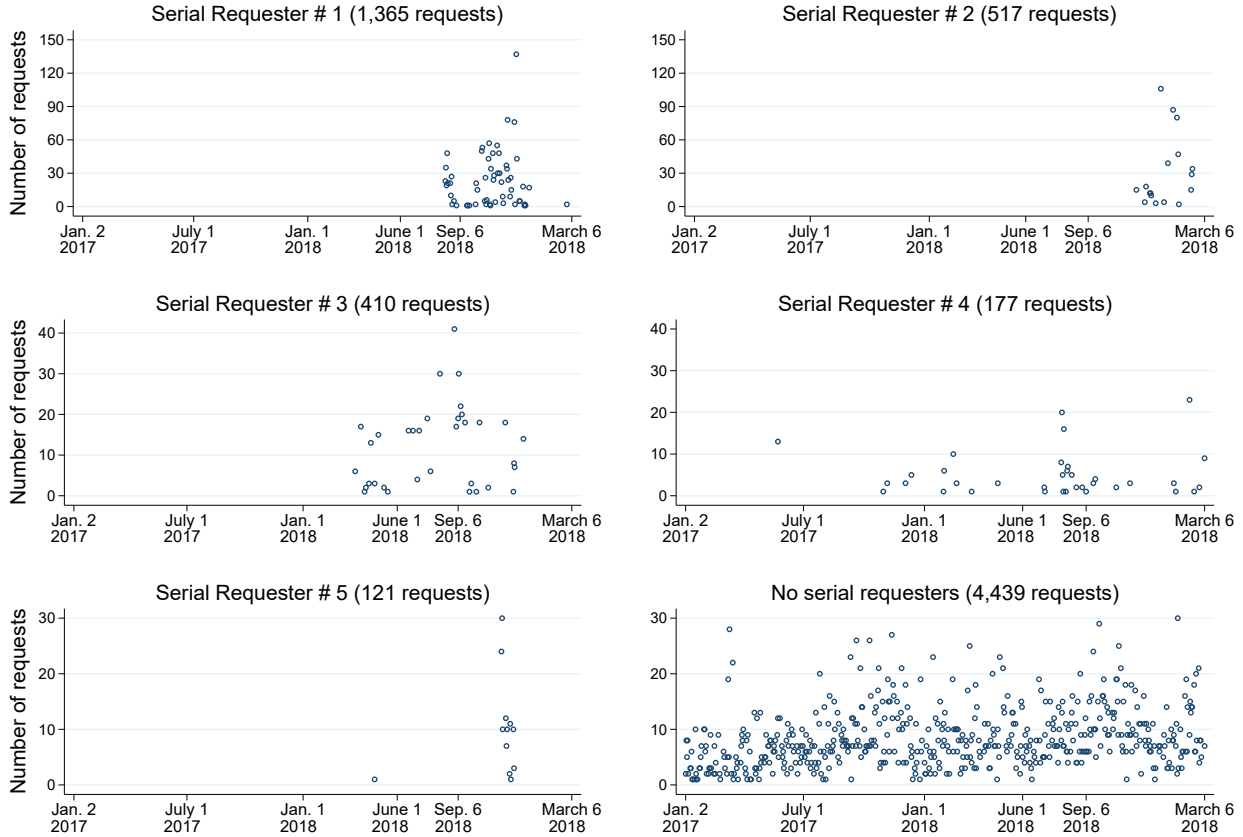 Serial Requester # 1 (1,365 requests)
Number of requests
150
120
90
60
30
0
Jan. 2 July 1 Jan. 1 June 1 Sep. 6 March 6
2017 2017 2018 2018 2018 2018
Serial Requester # 2 (517 requests)
150
120
90
60
30
0
Jan. 2 July 1 Jan. 1 June 1 Sep. 6 March 6
2017 2017 2018 2018 2018 2018
Serial Requester # 3 (410 requests)
Number of requests
40
30
20
10
0
Jan. 2 July 1 Jan. 1 June 1 Sep. 6 March 6
2017 2017 2018 2018 2018 2018
Serial Requester # 4 (177 requests)
40
30
20
10
0
Jan. 2 July 1 Jan. 1 June 1 Sep. 6 March 6
2017 2017 2018 2018 2018 2018
Serial Requester # 5 (121 requests)
Number of requests
30
20
10
0
Jan. 2 July 1 Jan. 1 June 1 Sep. 6 March 6
2017 2017 2018 2018 2018 2018
No serial requesters (4,439 requests)
30
20
10
0
Jan. 2 July 1 Jan. 1 June 1 Sep. 6 March 6
2017 2017 2018 2018 2018 2018